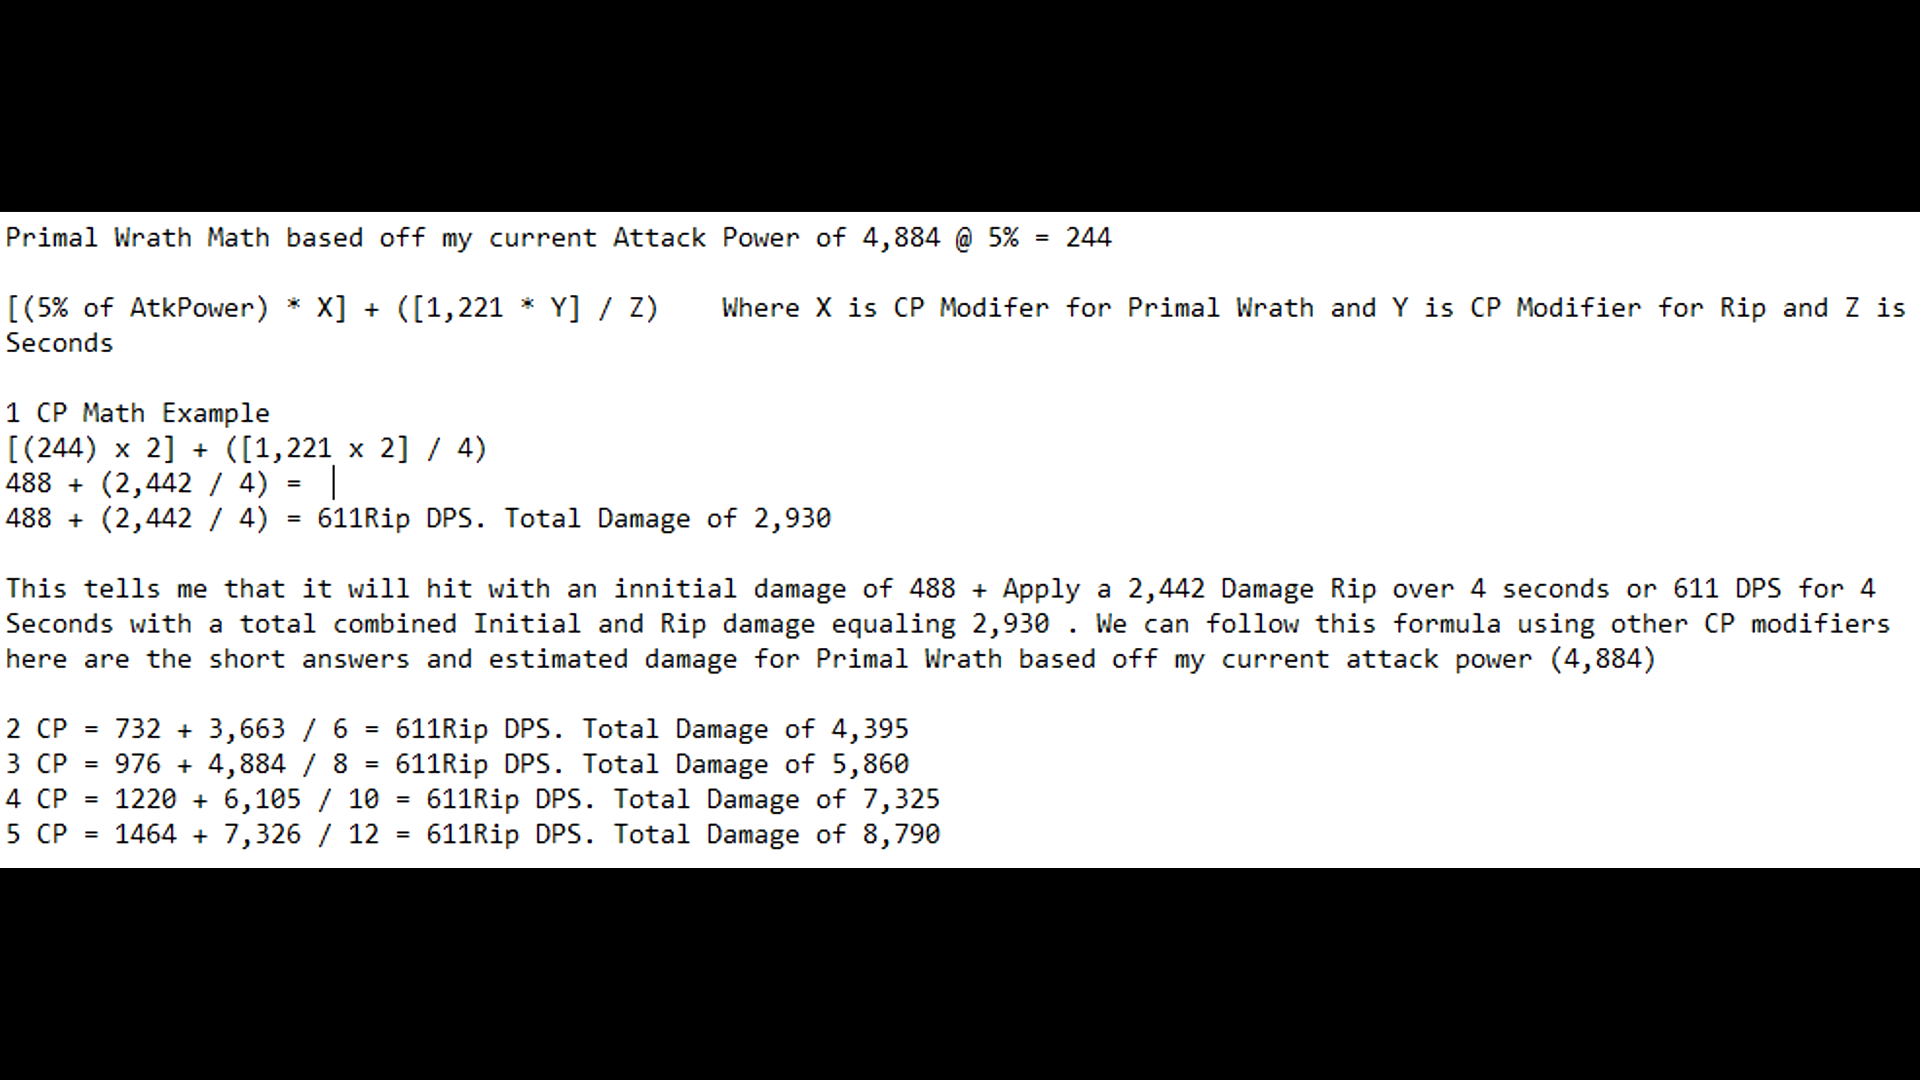 Primal Wrath Math based off my current Attack Power of 4,884 @ 5% = 244
[(5% of AtkPower) * X] + ([1,221 * Y] / Z)    Where X is CP Modifer for Primal Wrath and Y is CP Modifier for Rip and Z is
Seconds
1 CP Math Example
[(244) x 2] + ([1,221 x 2] / 4)
488 + (2,442 / 4) =
488 + (2,442 / 4) = 611Rip DPS. Total Damage of 2,930
This tells me that it will hit with an innitial damage of 488 + Apply a 2,442 Damage Rip over 4 seconds or 611 DPS for 4
Seconds with a total combined Initial and Rip damage equaling 2,930 . We can follow this formula using other CP modifiers
here are the short answers and estimated damage for Primal Wrath based off my current attack power (4,884)
2 CP = 732 + 3,663 / 6 = 611Rip DPS. Total Damage of 4,395
3 CP = 976 + 4,884 / 8 = 611Rip DPS. Total Damage of 5,860
4 CP = 1220 + 6,105 / 10 = 611Rip DPS. Total Damage of 7,325
5 CP = 1464 + 7,326 / 12 = 611Rip DPS. Total Damage of 8,790